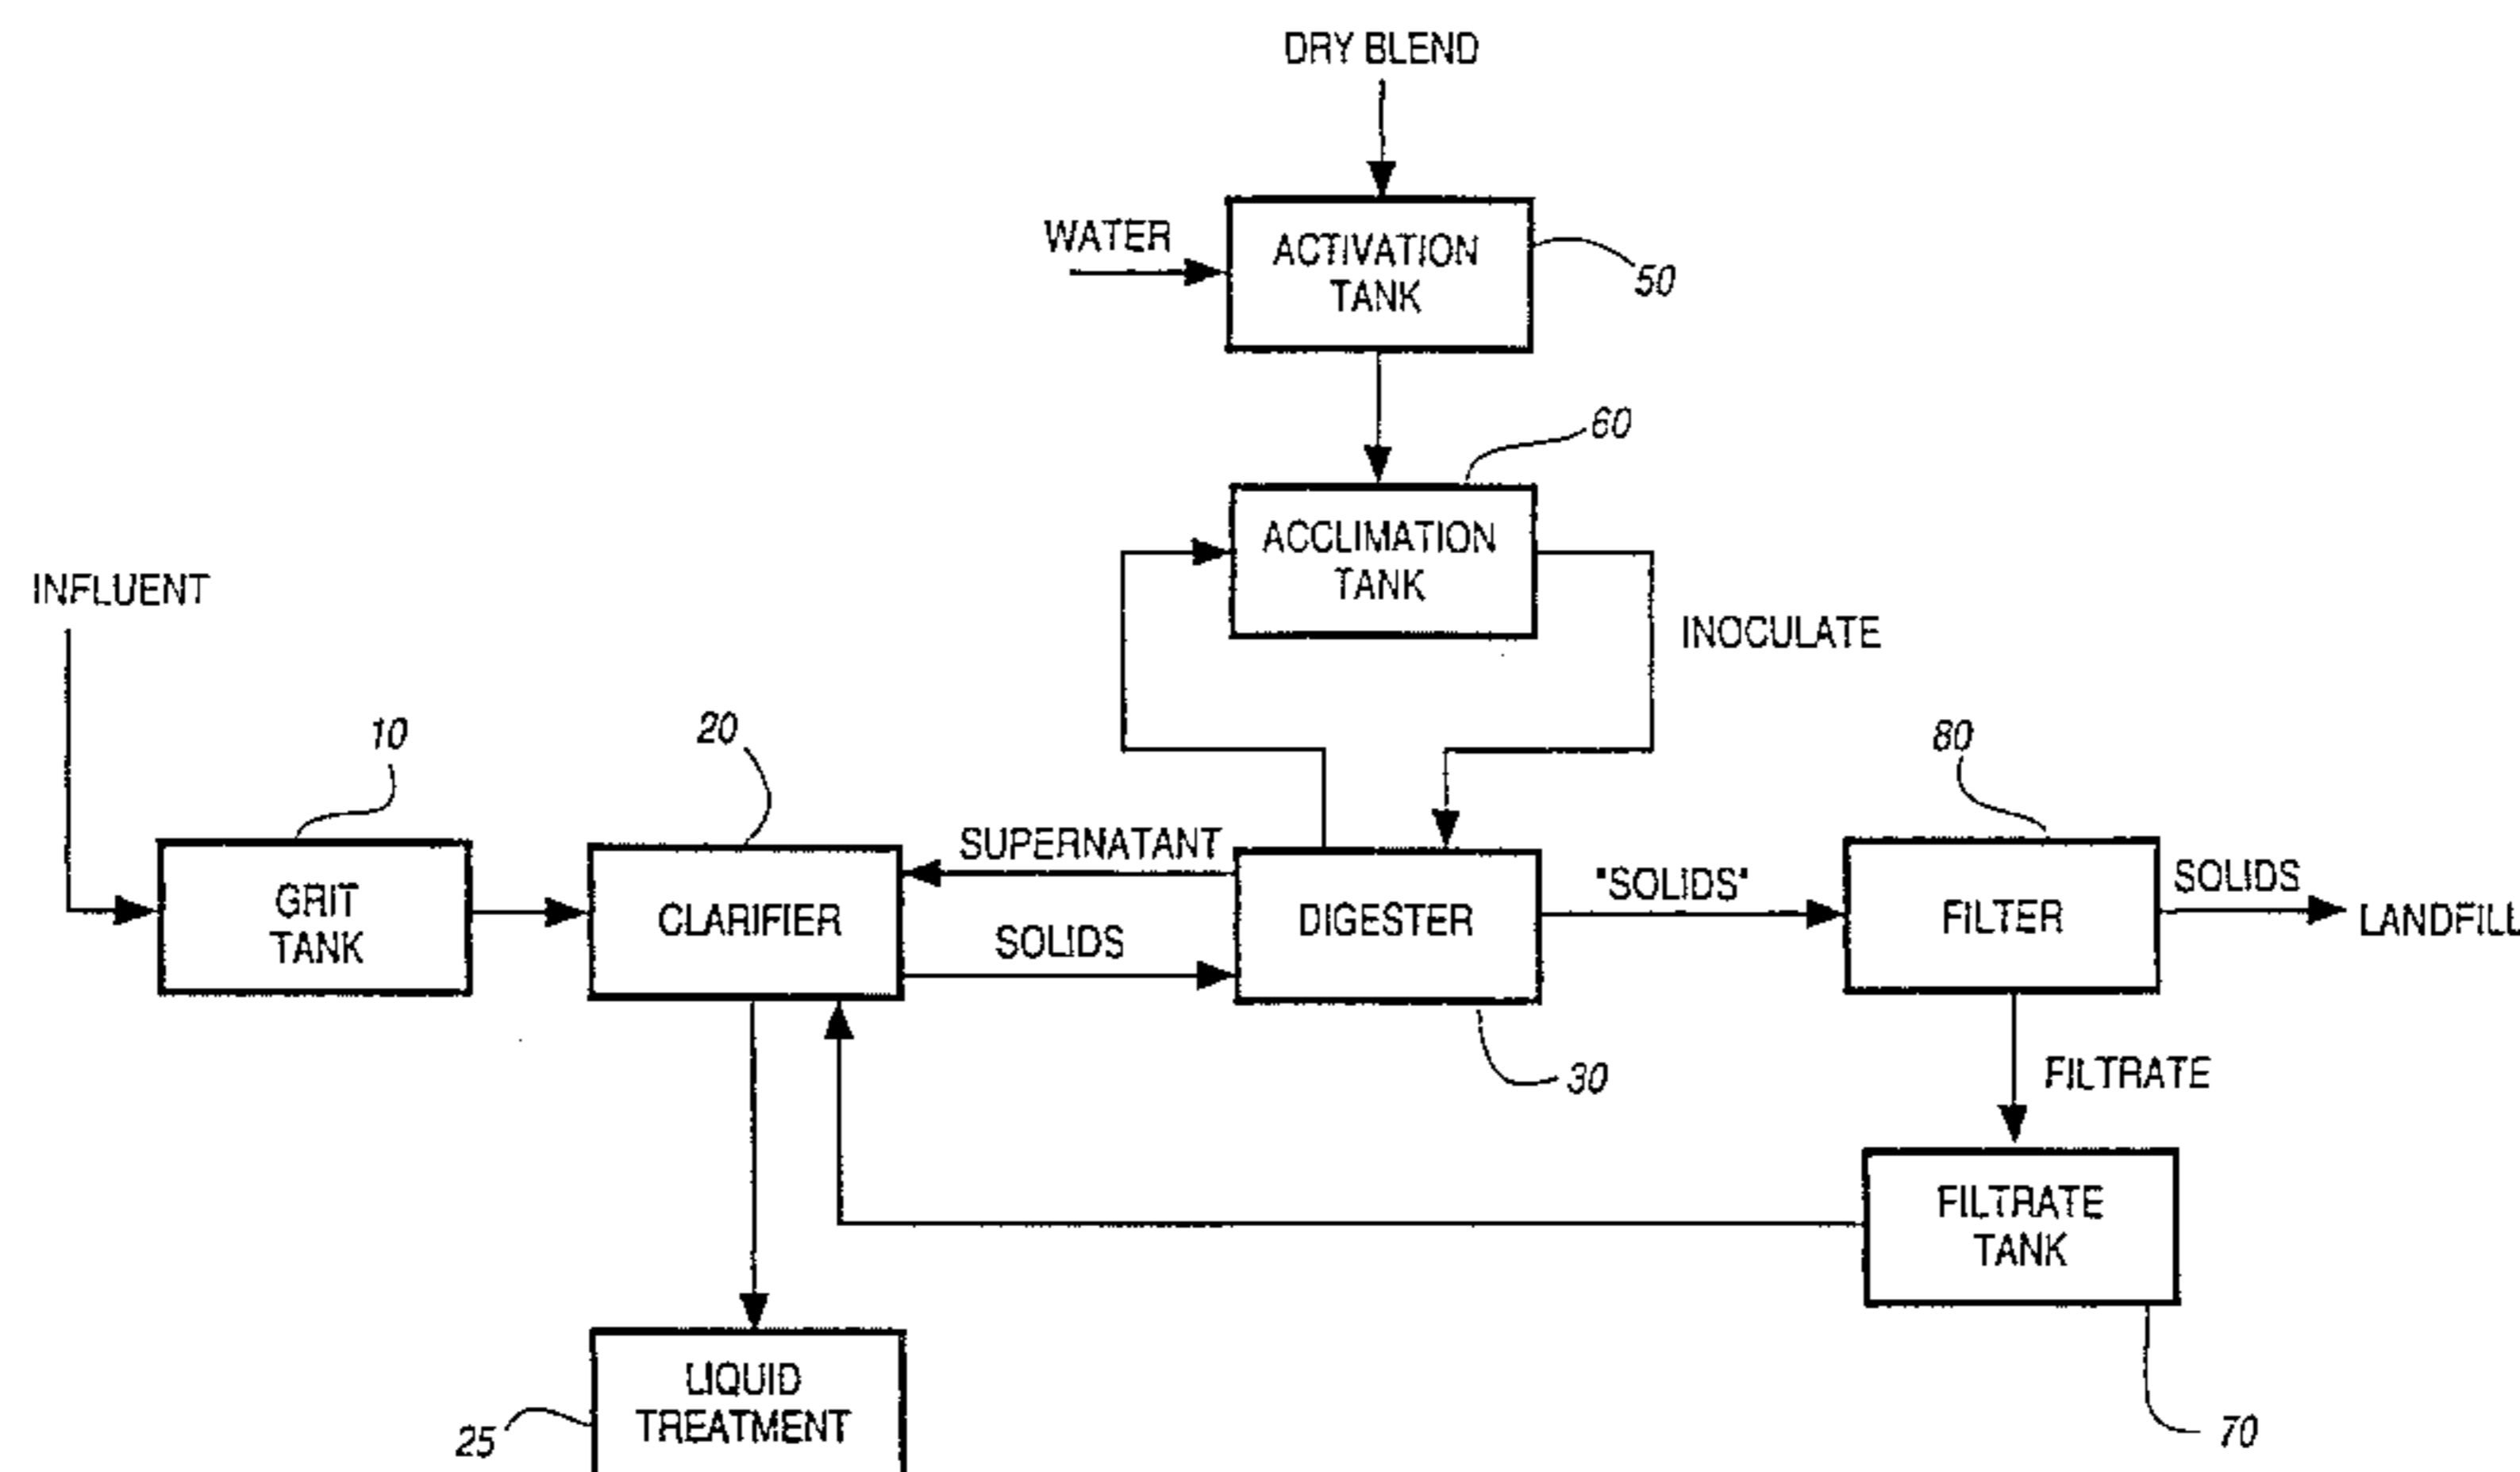 DRY BLEND
WATER
ACTIVATION
TANK
50
60
ACCLIMATION
TANK
INFLUENT
INOCULATE
10
20
80
SUPERNATANT
GRIT
TANK
CLARIFIER
SOLIDS
DIGESTER
"SOLIDS"
FILTER
SOLIDS
LANDFILL
30
FILTRATE
FILTRATE
TANK
LIQUID
TREATMENT
25
70